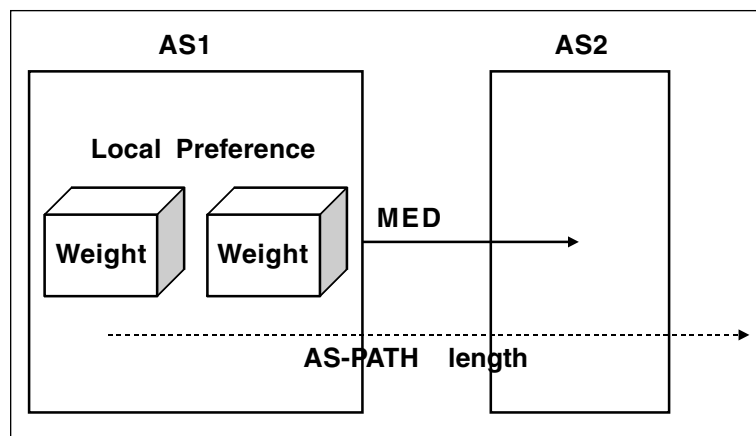 AS1
AS2
Local Preference
Weight
Weight
MED
AS-PATH length